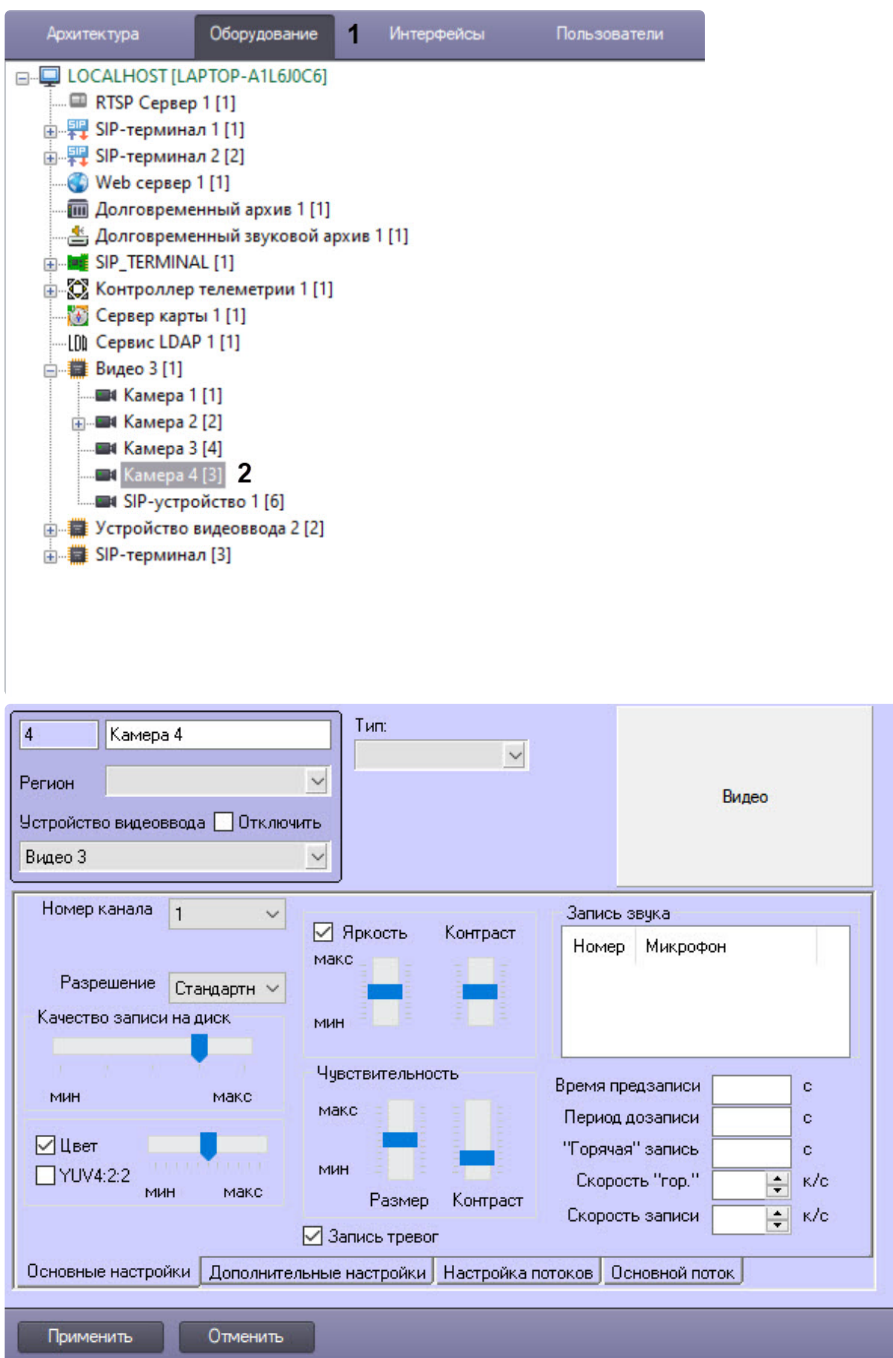 Архитектура Оборудование 1 Интерфейсы Пользователи
LOCALHOST [LAPTOP-A1L6J0C6]
RTSP Сервер 1 [1]
SIP-терминал 1 [1]
SIP-терминал 2 [2]
Web сервер 1 [1]
Долговременный архив 1 [1]
Долговременный звуковой архив 1 [1]
SIP_TERMINAL [1]
Контроллер телеметрии 1 [1]
Сервер карты 1 [1]
Сервис LDAP 1 [1]
Видео 3 [1]
Камера 1 [1]
Камера 2 [2]
Камера 3 [4]
Камера 4 [3] 2
SIP-устройство 1 [6]
Устройство видеоввода 2 [2]
SIP-терминал [3]
4 Камера 4
Регион
Устройство видеоввода Отключить
Видео 3
Тип:
Видео
Номер канала 1
Разрешение Стандартн
Качество записи на диск
мин макс
Цвет
YUV4:2:2
мин макс
Яркость Контраст
макс
мин
Чувствительность
макс
мин
Размер Контраст
Запись тревог
Запись звука
Номер Микрофон
Время предзаписи с
Период дозаписи с
"Горячая" запись с
Скорость "гор." к/с
Скорость записи к/с
Основные настройки Дополнительные настройки Настройка потоков Основной поток
Применить Отменить